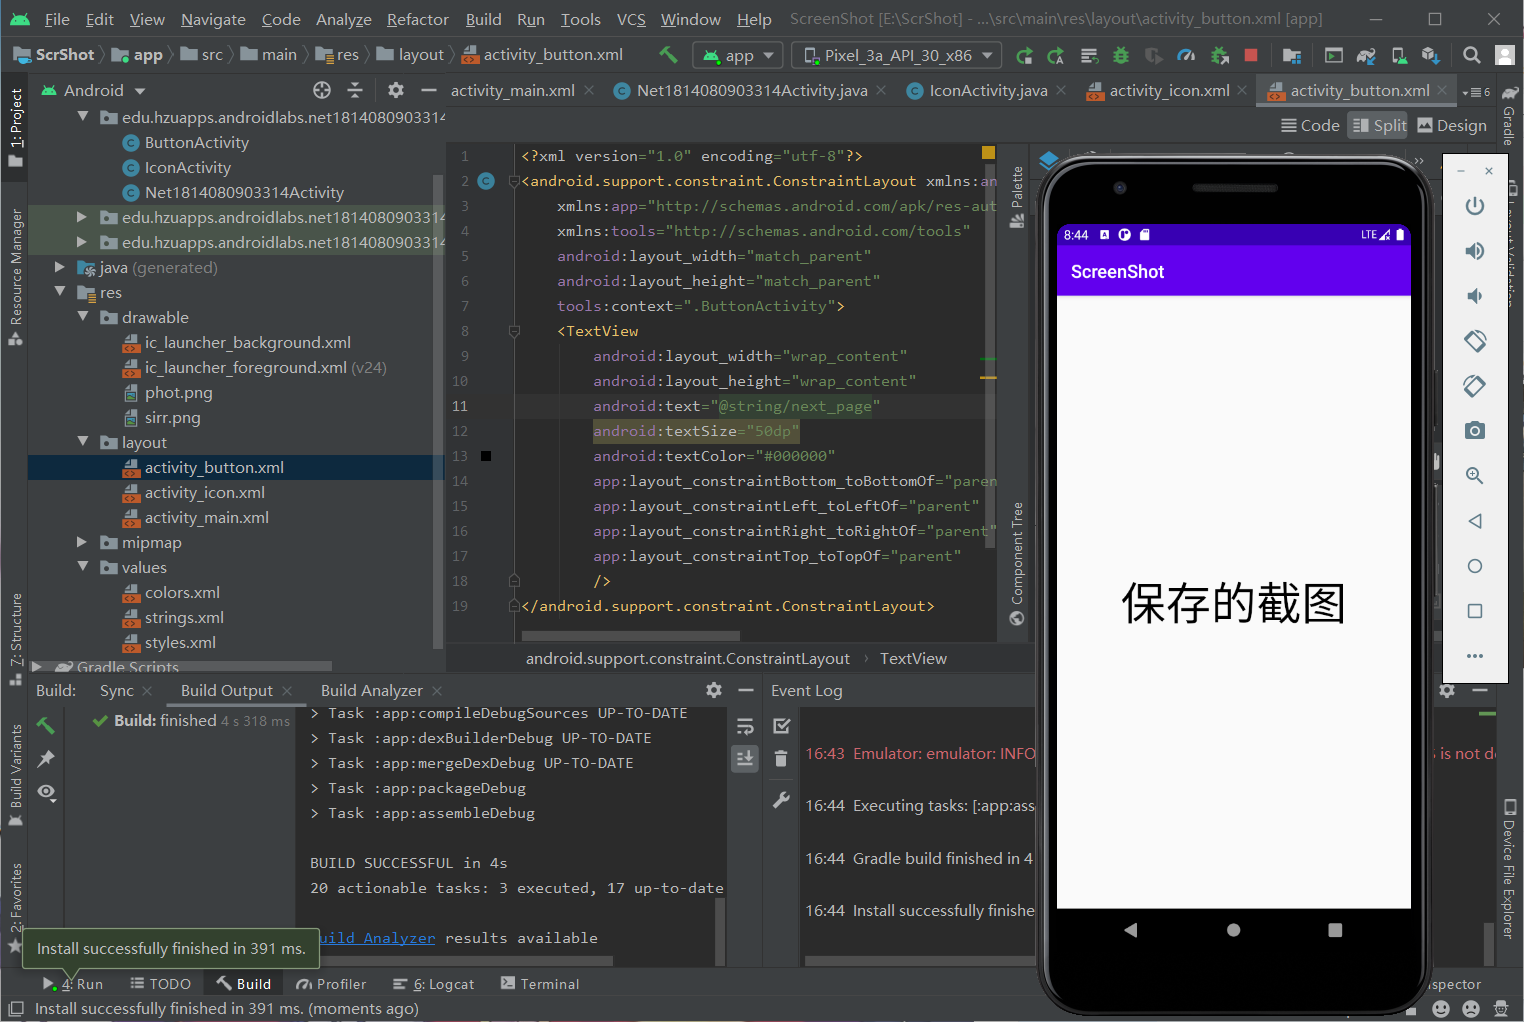 File Edit View Navigate Code Analyze Refactor Build Run Tools VCS Window Help ScreenShot [E:\ScrShot] - ...\src\main\res\layout\activity_button.xml [app]
ScrShot app src main res layout activity_button.xml app Pixel_3a_API_30_x86
Android
activity_main.xml Net1814080903314Activity.java IconActivity.java activity_icon.xml activity_button.xml 6
Code Split Design
1: Project
Resource Manager
7: Structure
Build Variants
2: Favorites
edu.hzuapps.androidlabs.net1814080903314
ButtonActivity
IconActivity
Net1814080903314Activity
edu.hzuapps.androidlabs.net181408090331
edu.hzuapps.androidlabs.net181408090331
java (generated)
res
drawable
ic_launcher_background.xml
ic_launcher_foreground.xml (v24)
phot.png
sirr.png
layout
activity_button.xml
activity_icon.xml
activity_main.xml
mipmap
values
colors.xml
strings.xml
styles.xml
Gradle Scripts
1 <?xml version="1.0" encoding="utf-8"?>
2 <android.support.constraint.ConstraintLayout xmlns:an
3 xmlns:app="http://schemas.android.com/apk/res-aut
4 xmlns:tools="http://schemas.android.com/tools"
5 android:layout_width="match_parent"
6 android:layout_height="match_parent"
7 tools:context=".ButtonActivity">
8 <TextView
9 android:layout_width="wrap_content"
10 android:layout_height="wrap_content"
11 android:text="@string/next_page"
12 android:textSize="50dp"
13 android:textColor="#000000"
14 app:layout_constraintBottom_toBottomOf="paren
15 app:layout_constraintLeft_toLeftOf="parent"
16 app:layout_constraintRight_toRightOf="parent"
17 app:layout_constraintTop_toTopOf="parent"
18 />
19 </android.support.constraint.ConstraintLayout>
android.support.constraint.ConstraintLayout › TextView
Palette
Component Tree
8:44 LTE
ScreenShot
保存的截图
Gradle
Device File Explorer
Build: Sync Build Output Build Analyzer
Build: finished 4 s 318 ms
> Task :app:compileDebugSources UP-TO-DATE
> Task :app:dexBuilderDebug UP-TO-DATE
> Task :app:mergeDexDebug UP-TO-DATE
> Task :app:packageDebug
> Task :app:assembleDebug
BUILD SUCCESSFUL in 4s
20 actionable tasks: 3 executed, 17 up-to-date
uild Analyzer results available
Event Log
16:43 Emulator: emulator: INFO
is not de
16:44 Executing tasks: [:app:ass
16:44 Gradle build finished in 4
16:44 Install successfully finishe
Install successfully finished in 391 ms.
4: Run TODO Build Profiler 6: Logcat Terminal spector
Install successfully finished in 391 ms. (moments ago)